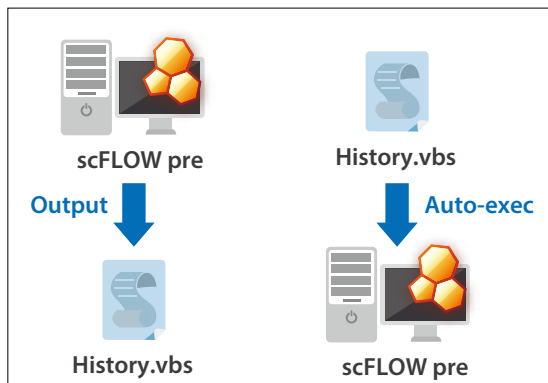 scFLOW pre
Output
History.vbs
History.vbs
Auto-exec
scFLOW pre